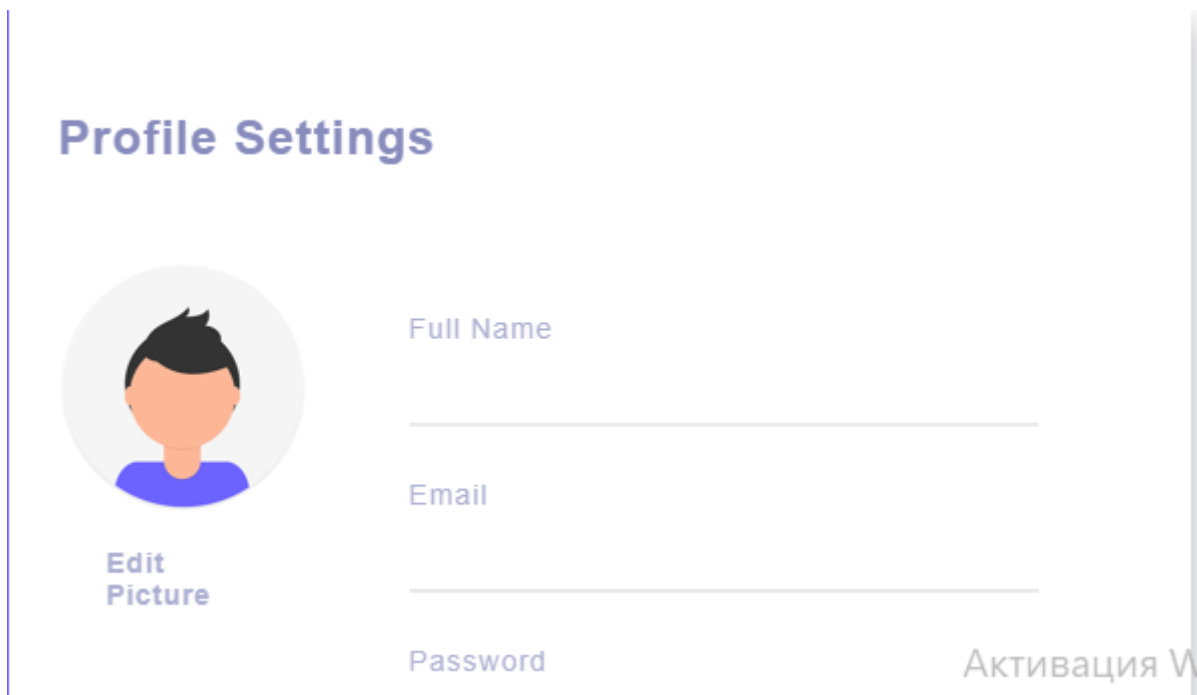 Profile Settings
Full Name
Email
Edit
Picture
Password
Активация W